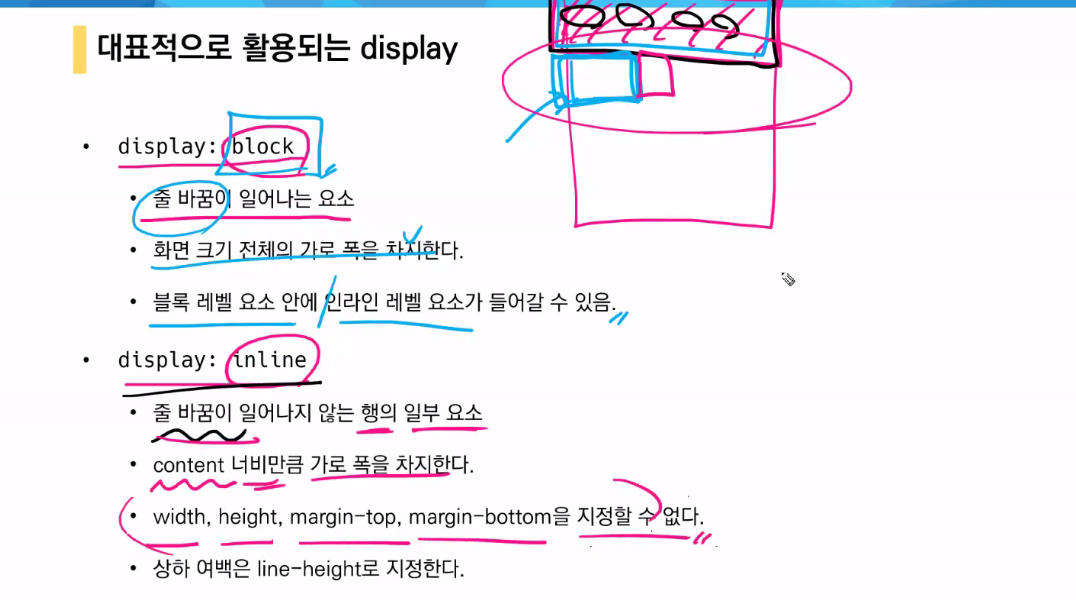 대표적으로 활용되는 display
• display: block
• 줄 바꿈이 일어나는 요소
• 화면 크기 전체의 가로 폭을 차지한다.
• 블록 레벨 요소 안에 인라인 레벨 요소가 들어갈 수 있음.
• display: inline
• 줄 바꿈이 일어나지 않는 행의 일부 요소
• content 너비만큼 가로 폭을 차지한다.
• width, height, margin-top, margin-bottom을 지정할 수 없다.
• 상하 여백은 line-height로 지정한다.